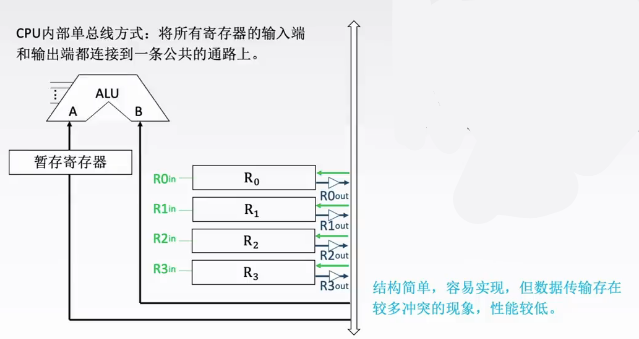 CPU内部单总线方式：将所有寄存器的输入端
和输出端都连接到一条公共的通路上。
ALU
A
B
暂存寄存器
R0in
R0
R0out
R1in
R1
R1out
R2in
R2
R2out
R3in
R3
R3out
结构简单，容易实现，但数据传输存在
较多冲突的现象，性能较低。